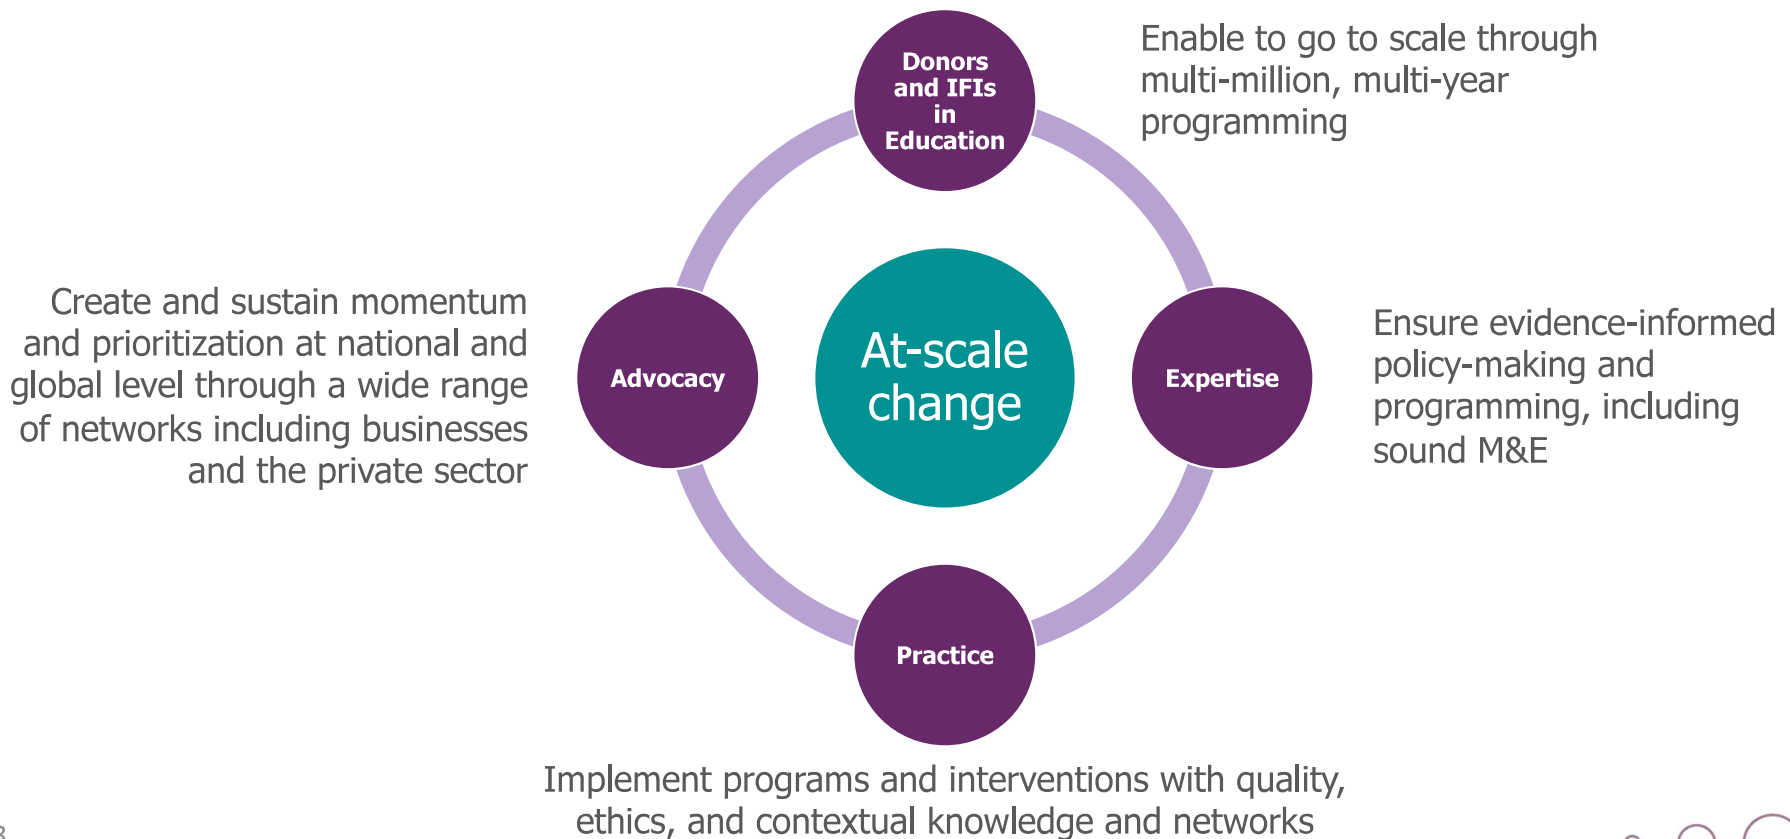 Donors
and IFIs
in
Education
Enable to go to scale through
multi-million, multi-year
programming
Create and sustain momentum
and prioritization at national and
global level through a wide range
of networks including businesses
and the private sector
Advocacy
At-scale
change
Expertise
Ensure evidence-informed
policy-making and
programming, including
sound M&E
Practice
Implement programs and interventions with quality,
ethics, and contextual knowledge and networks